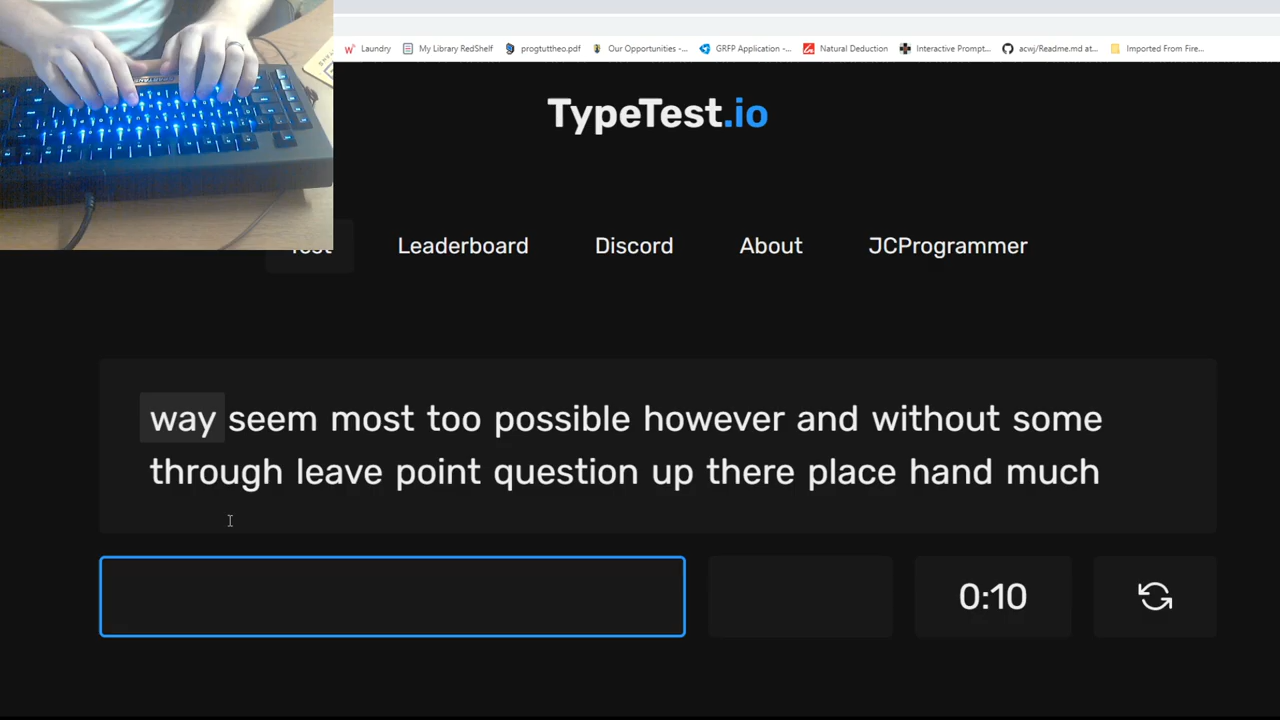 Laundry My Library RedShelf progtuttheo.pdf Our Opportunities -... GRFP Application -... Natural Deduction Interactive Prompt... acwj/Readme.md at... Imported From Fire...
TypeTest.io
Test Leaderboard Discord About JCProgrammer
way seem most too possible however and without some
through leave point question up there place hand much
0:10